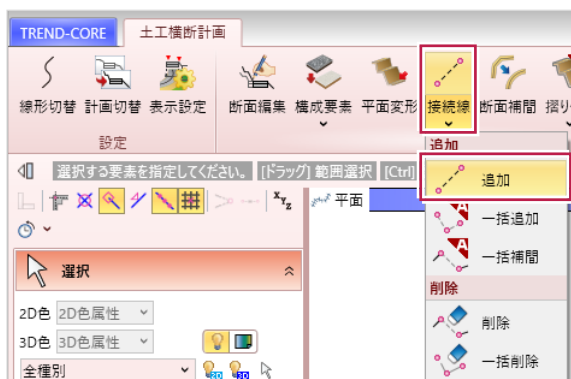 TREND-CORE 土工横断計画
線形切替 計画切替 表示設定 断面編集 構成要素 平面変形 接続線 断面補間
設定
追加
選択する要素を指定してください。 [ドラッグ] 範囲選択 [Ctrl]
追加
XYZ 平面
一括追加
一括補間
選択
削除
2D色 2D色属性
削除
3D色 3D色属性
一括削除
全種別 2D 3D